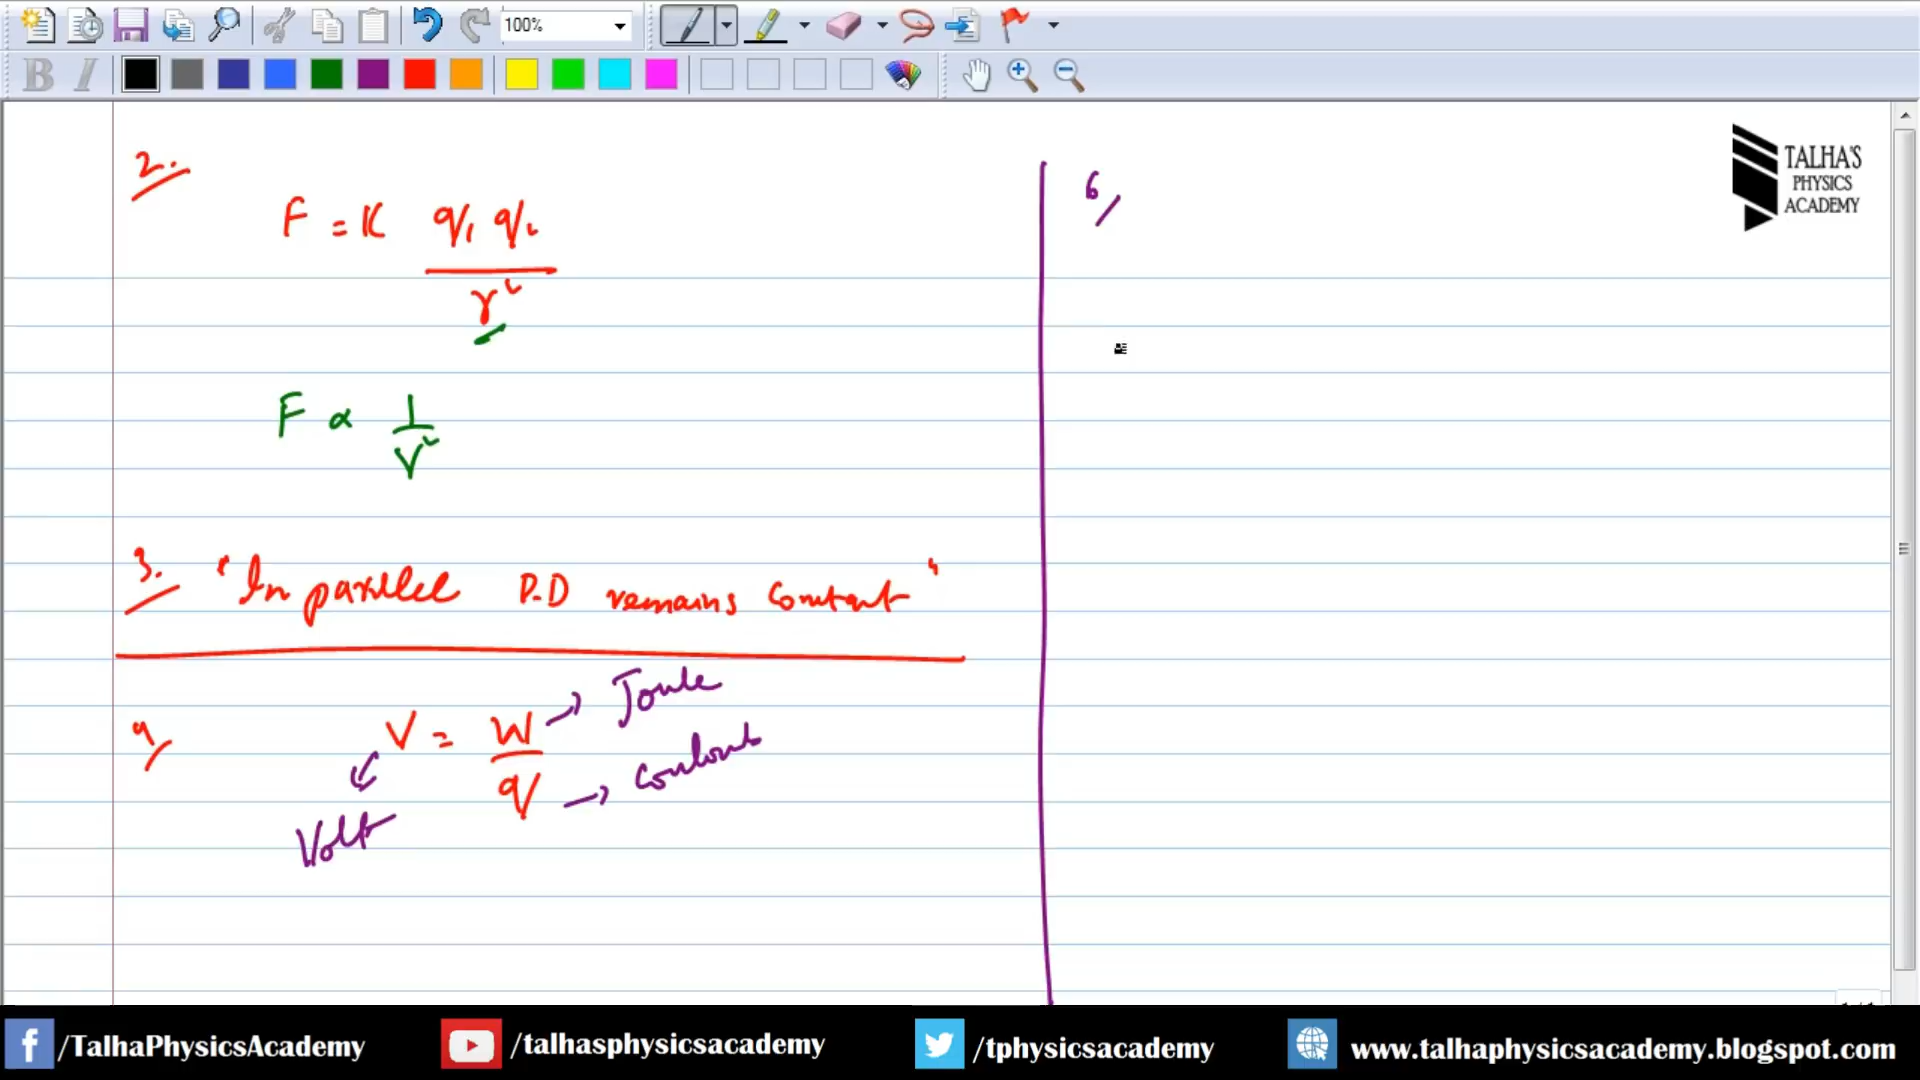 100%
B I
TALHA'S
PHYSICS
ACADEMY
2.
F = K q1 q2
r²
F ∝ 1
r²
3. "In parallel P.D remains Constant"
V = W → Joule
q → Coulomb
Volt
6/
/TalhaPhysicsAcademy
/talhasphysicsacademy
/tphysicsacademy
www.talhaphysicsacademy.blogspot.com